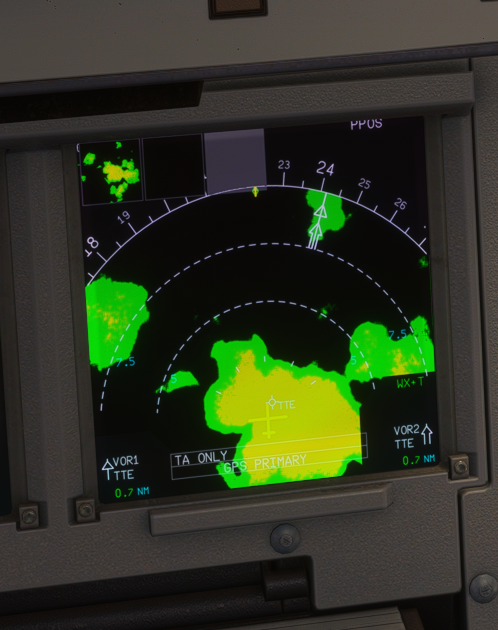 PPOS
18
19
23
24
25
26
7.5
7.5
5
5
WX+T
TTE
VOR1
TTE
0.7 NM
TA ONLY
GPS PRIMARY
VOR2
TTE
0.7 NM